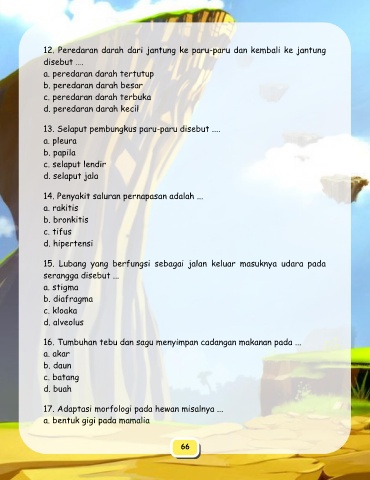 12. Peredaran darah dari jantung ke paru-paru dan kembali ke jantung
disebut ....
a. peredaran darah tertutup
b. peredaran darah besar
c. peredaran darah terbuka
d. peredaran darah kecil
13. Selaput pembungkus paru-paru disebut ....
a. pleura
b. papila
c. selaput lendir
d. selaput jala
14. Penyakit saluran pernapasan adalah ...
a. rakitis
b. bronkitis
c. tifus
d. hipertensi
15. Lubang yang berfungsi sebagai jalan keluar masuknya udara pada
serangga disebut ...
a. stigma
b. diafragma
c. kloaka
d. alveolus
16. Tumbuhan tebu dan sagu menyimpan cadangan makanan pada ...
a. akar
b. daun
c. batang
d. buah
17. Adaptasi morfologi pada hewan misalnya ...
a. bentuk gigi pada mamalia
66